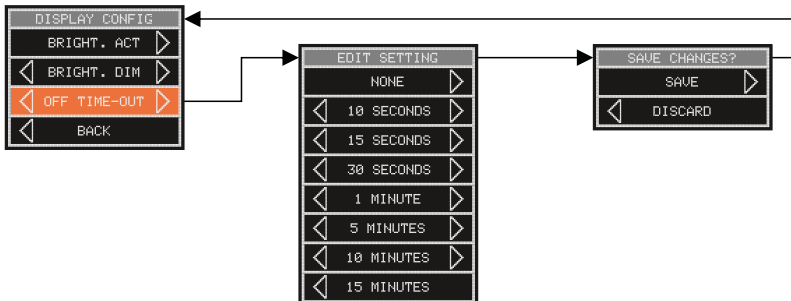 DISPLAY CONFIG
BRIGHT. ACT
BRIGHT. DIM
OFF TIME-OUT
BACK
EDIT SETTING
NONE
10 SECONDS
15 SECONDS
30 SECONDS
1 MINUTE
5 MINUTES
10 MINUTES
15 MINUTES
SAVE CHANGES?
SAVE
DISCARD